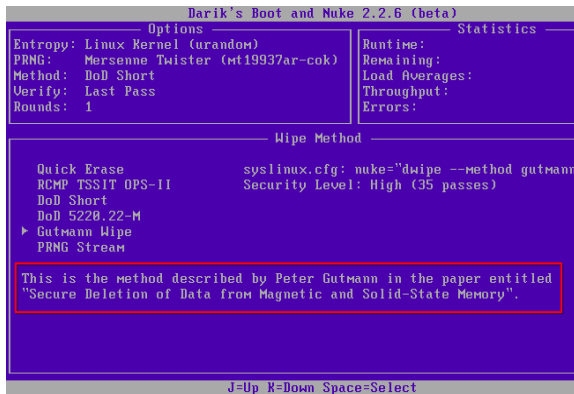 Darik's Boot and Nuke 2.2.6 (beta)
Options
Statistics
Entropy: Linux Kernel (urandom)
PRNG: Mersenne Twister (mt19937ar-cok)
Method: DoD Short
Verify: Last Pass
Rounds: 1
Runtime:
Remaining:
Load Averages:
Throughput:
Errors:
Wipe Method
Quick Erase
RCMP TSSIT OPS-II
DoD Short
DoD 5220.22-M
▸ Gutmann Wipe
PRNG Stream
syslinux.cfg: nuke="dwipe --method gutmann
Security Level: High (35 passes)
This is the method described by Peter Gutmann in the paper entitled
"Secure Deletion of Data from Magnetic and Solid-State Memory".
J=Up K=Down Space=Select